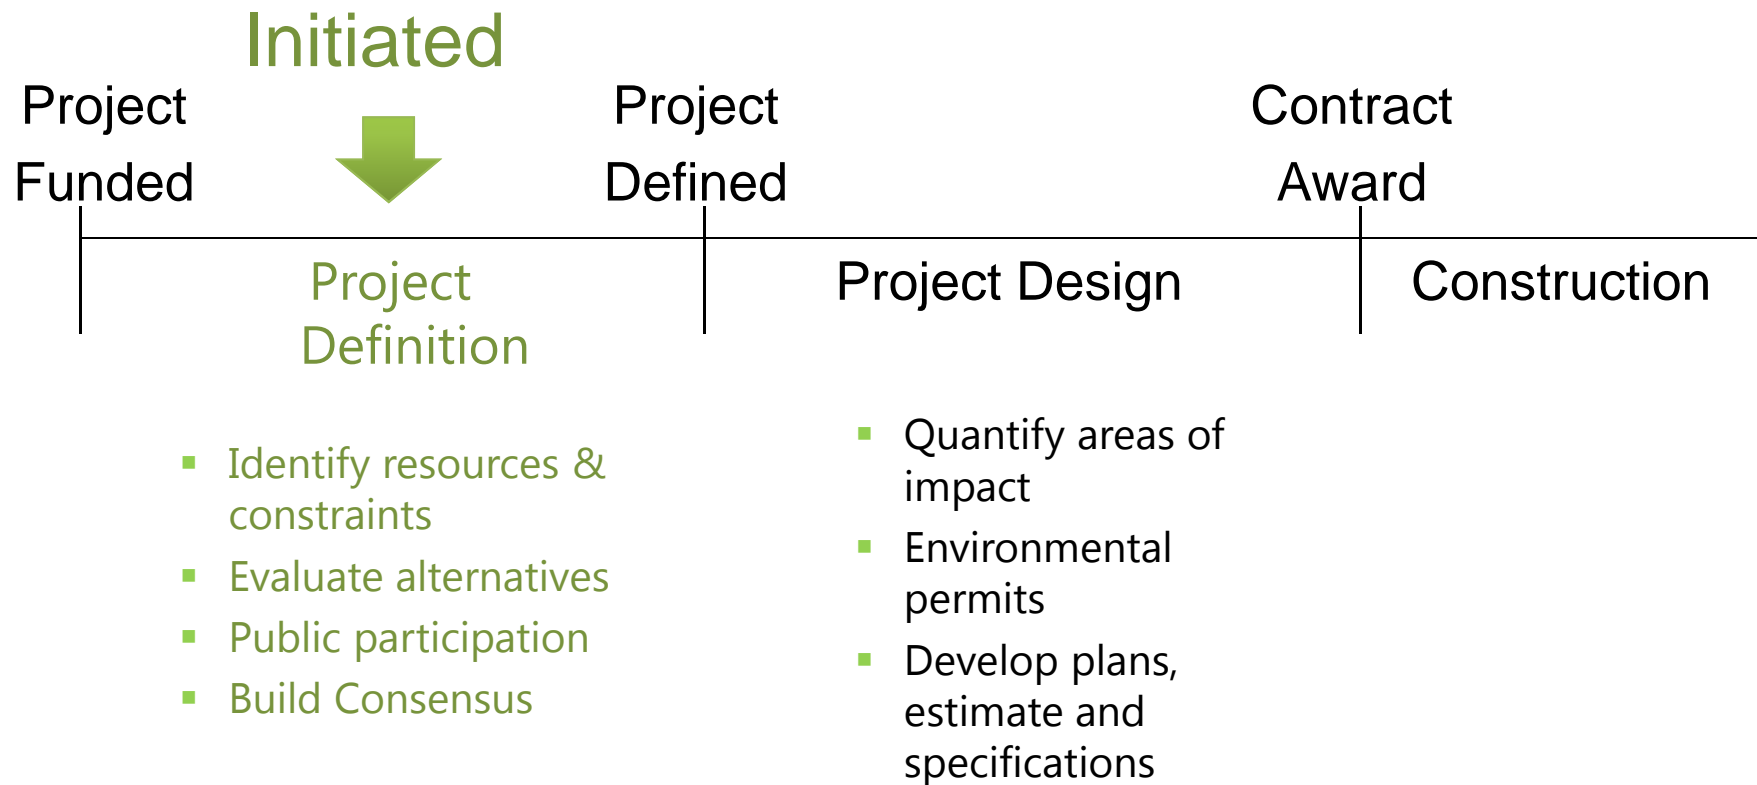 Initiated
Project
Funded
Project
Defined
Contract
Award
Project
Definition
Project Design
Construction
▪ Identify resources &
constraints
▪ Evaluate alternatives
▪ Public participation
▪ Build Consensus
▪ Quantify areas of
impact
▪ Environmental
permits
▪ Develop plans,
estimate and
specifications